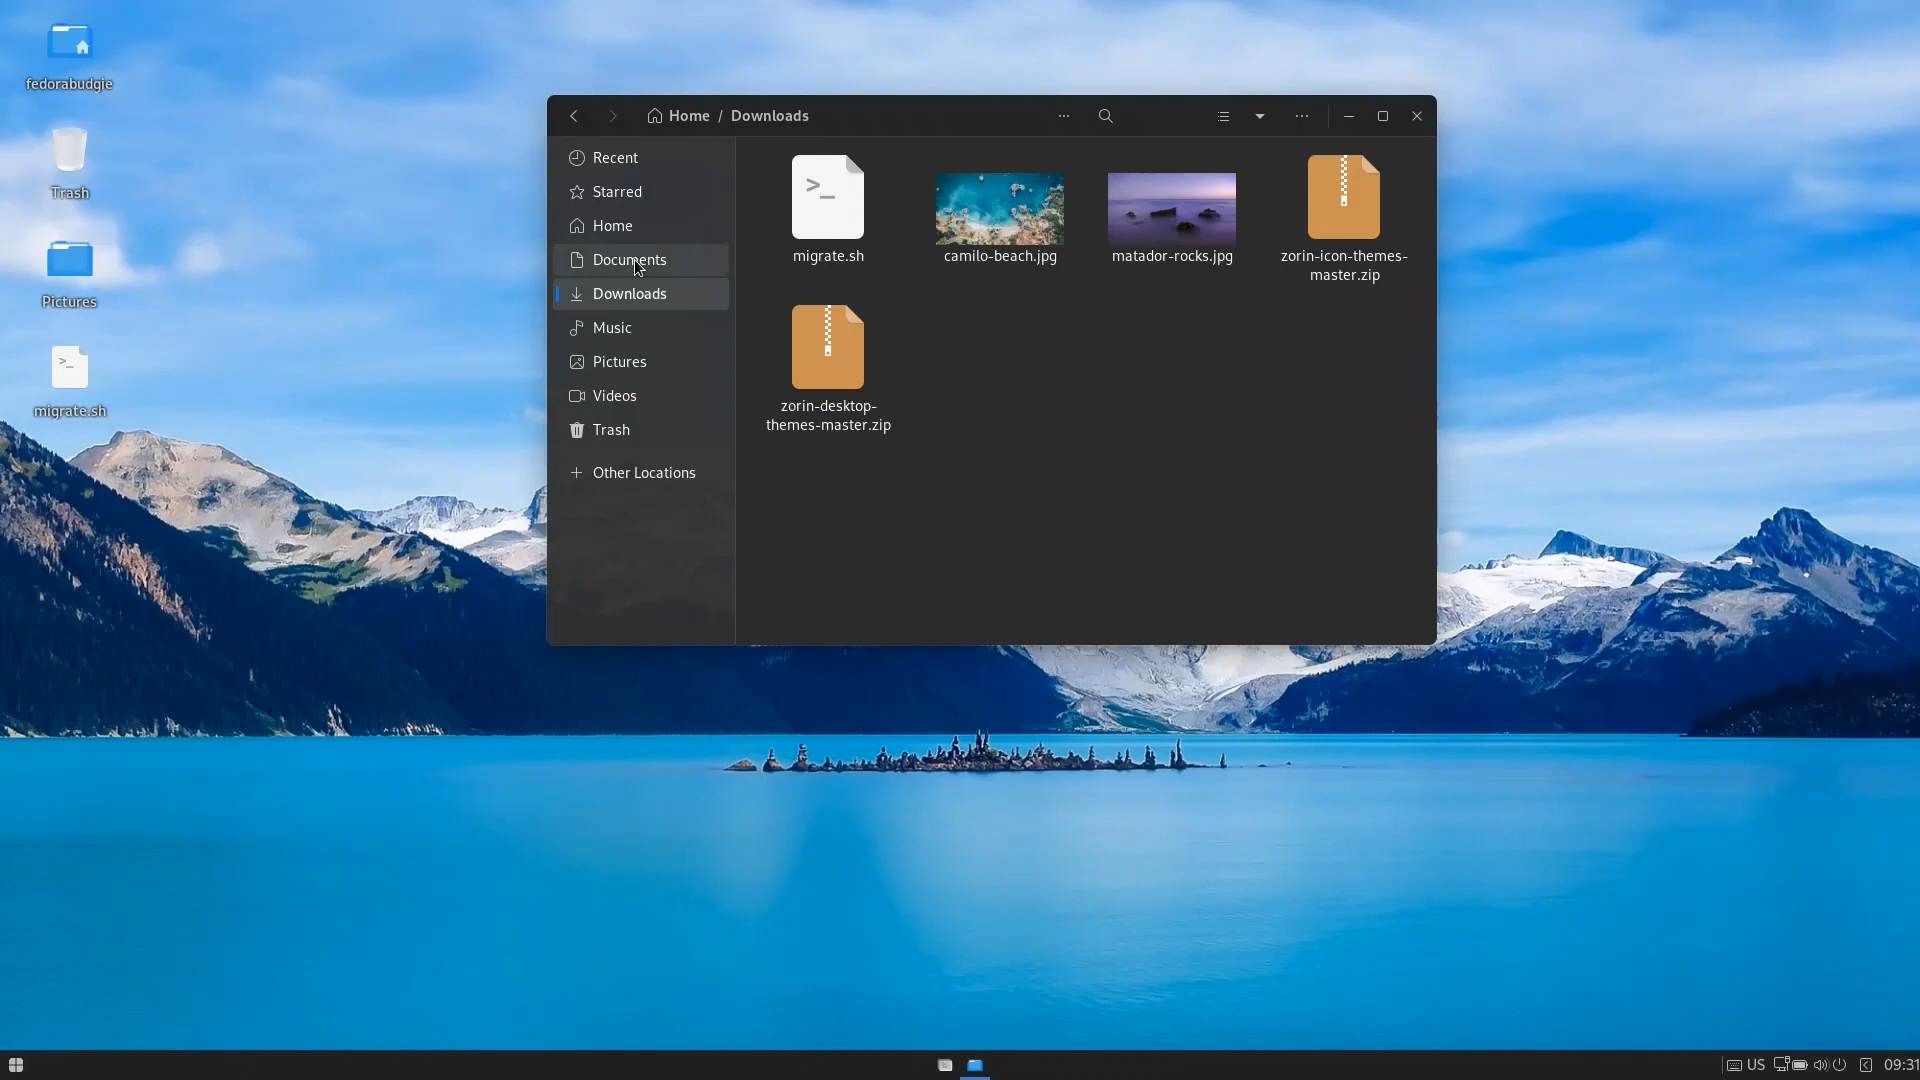 fedorabudgie
Trash
Pictures
migrate.sh
Home / Downloads
Recent
Starred
Home
Documents
Downloads
Music
Pictures
Videos
Trash
Other Locations
migrate.sh
camilo-beach.jpg
matador-rocks.jpg
zorin-icon-themes-
master.zip
zorin-desktop-
themes-master.zip
US
09:31